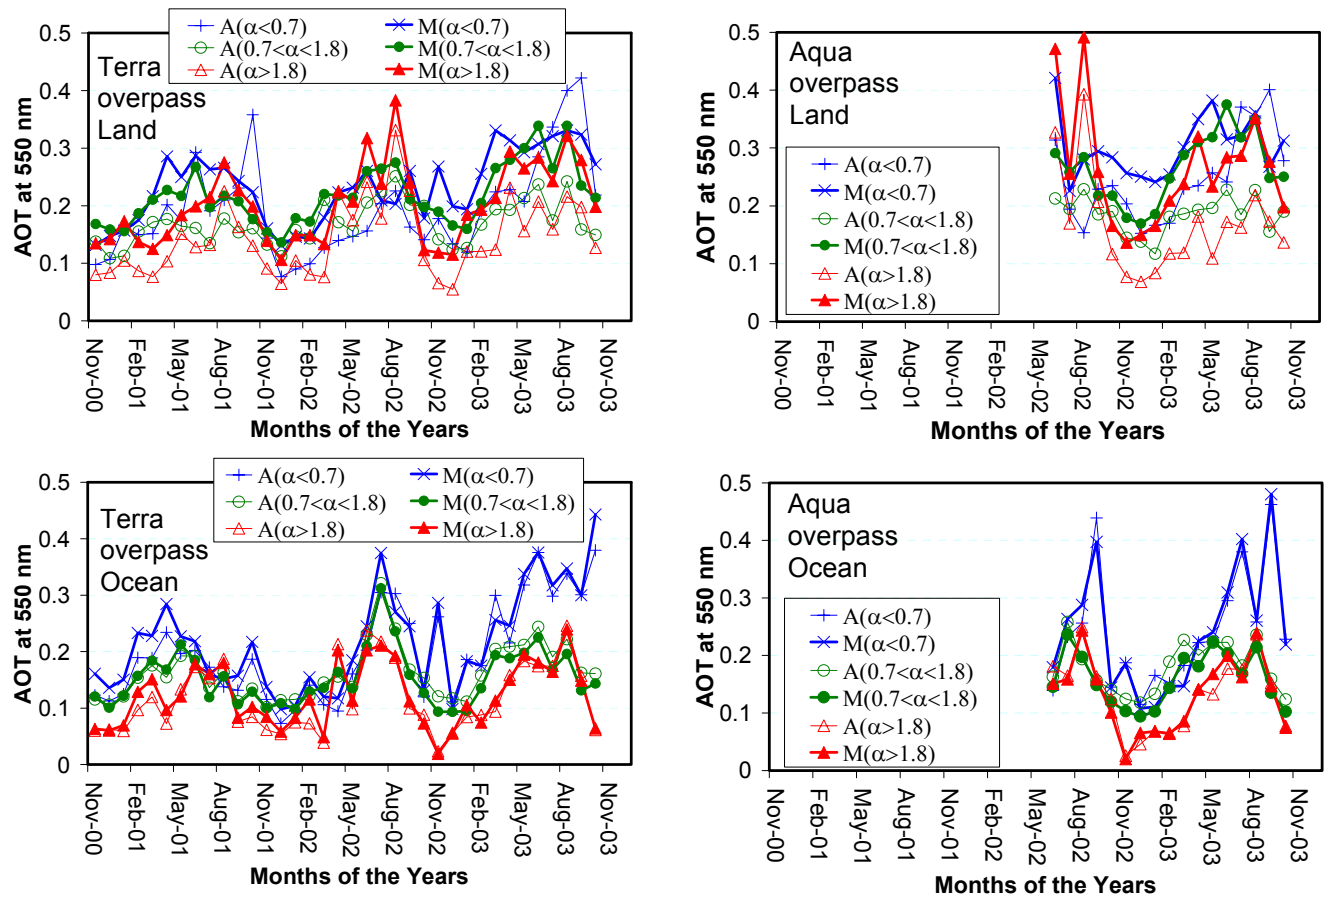 A(α<0.7) M(α<0.7)
A(0.7<α<1.8) M(0.7<α<1.8)
A(α>1.8) M(α>1.8)
Terra
overpass
Land
AOT at 550 nm
0.5
0.4
0.3
0.2
0.1
0
Nov-00 Feb-01 May-01 Aug-01 Nov-01 Feb-02 May-02 Aug-02 Nov-02 Feb-03 May-03 Aug-03 Nov-03
Months of the Years
Aqua
overpass
Land
A(α<0.7)
M(α<0.7)
A(0.7<α<1.8)
M(0.7<α<1.8)
A(α>1.8)
M(α>1.8)
AOT at 550 nm
0.5
0.4
0.3
0.2
0.1
0
Nov-00 Feb-01 May-01 Aug-01 Nov-01 Feb-02 May-02 Aug-02 Nov-02 Feb-03 May-03 Aug-03 Nov-03
Months of the Years
A(α<0.7) M(α<0.7)
A(0.7<α<1.8) M(0.7<α<1.8)
A(α>1.8) M(α>1.8)
Terra
overpass
Ocean
AOT at 550 nm
0.5
0.4
0.3
0.2
0.1
0
Nov-00 Feb-01 May-01 Aug-01 Nov-01 Feb-02 May-02 Aug-02 Nov-02 Feb-03 May-03 Aug-03 Nov-03
Months of the Years
Aqua
overpass
Ocean
A(α<0.7)
M(α<0.7)
A(0.7<α<1.8)
M(0.7<α<1.8)
A(α>1.8)
M(α>1.8)
AOT at 550 nm
0.5
0.4
0.3
0.2
0.1
0
Nov-00 Feb-01 May-01 Aug-01 Nov-01 Feb-02 May-02 Aug-02 Nov-02 Feb-03 May-03 Aug-03 Nov-03
Months of the Years